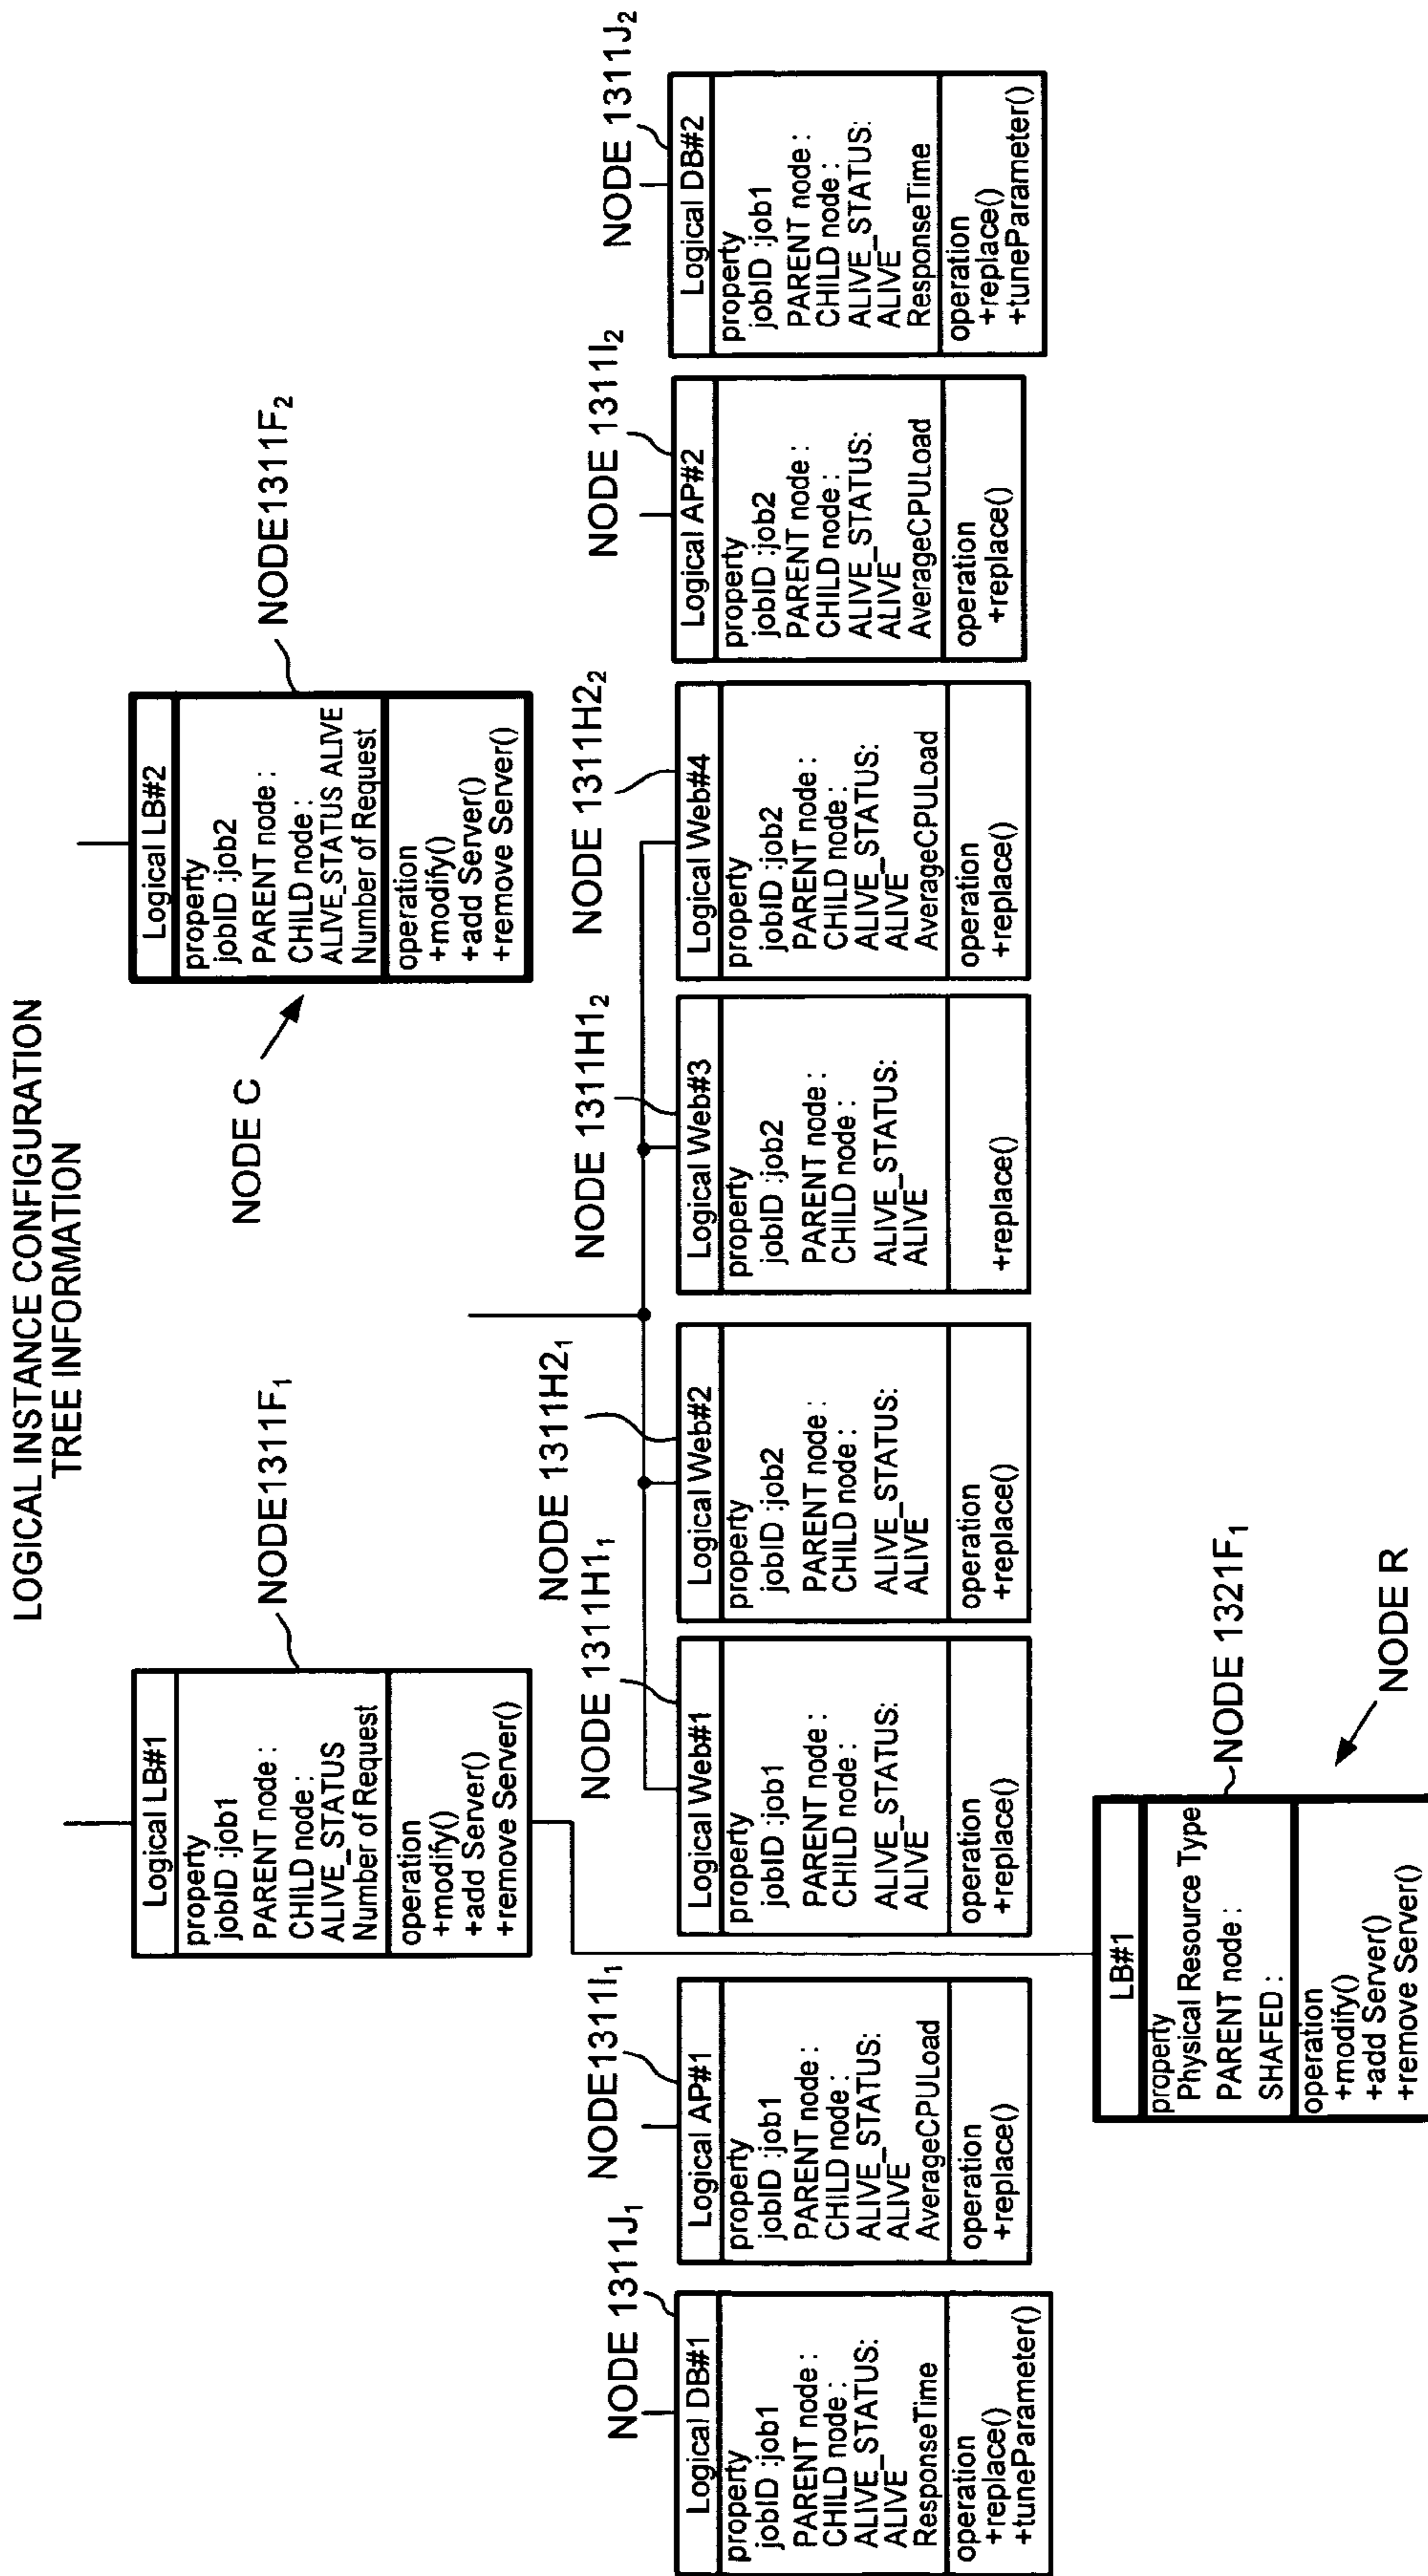 LOGICAL INSTANCE CONFIGURATION
TREE INFORMATION
NODE1311F₁
Logical LB#1
property
jobID :job1
PARENT node :
CHILD node :
ALIVE_STATUS
Number of Request
operation
+modify()
+add Server()
+remove Server()
NODE C
NODE1311F₂
Logical LB#2
property
jobID :job2
PARENT node :
CHILD node :
ALIVE_STATUS ALIVE
Number of Request
operation
+modify()
+add Server()
+remove Server()
NODE 1311J₁
Logical DB#1
property
jobID :job1
PARENT node :
CHILD node :
ALIVE_STATUS:
ALIVE
ResponseTime
operation
+replace()
+tuneParameter()
NODE1311I₁
Logical AP#1
property
jobID :job1
PARENT node :
CHILD node :
ALIVE_STATUS:
ALIVE
AverageCPULoad
operation
+replace()
NODE 1311H1₁
Logical Web#1
property
jobID :job1
PARENT node :
CHILD node :
ALIVE_STATUS:
ALIVE
operation
+replace()
NODE 1311H2₁
Logical Web#2
property
jobID :job2
PARENT node :
CHILD node :
ALIVE_STATUS:
ALIVE
operation
+replace()
NODE 1311H1₂
Logical Web#3
property
jobID :job2
PARENT node :
CHILD node :
ALIVE_STATUS:
ALIVE
+replace()
NODE 1311H2₂
Logical Web#4
property
jobID :job2
PARENT node :
CHILD node :
ALIVE_STATUS:
ALIVE
AverageCPULoad
operation
+replace()
NODE 1311I₂
Logical AP#2
property
jobID :job2
PARENT node :
CHILD node :
ALIVE_STATUS:
ALIVE
AverageCPULoad
operation
+replace()
NODE 1311J₂
Logical DB#2
property
jobID :job1
PARENT node :
CHILD node :
ALIVE_STATUS:
ALIVE
ResponseTime
operation
+replace()
+tuneParameter()
LB#1
property
Physical Resource Type
PARENT node :
SHAFED :
operation
+modify()
+add Server()
+remove Server()
NODE 1321F₁
NODE R